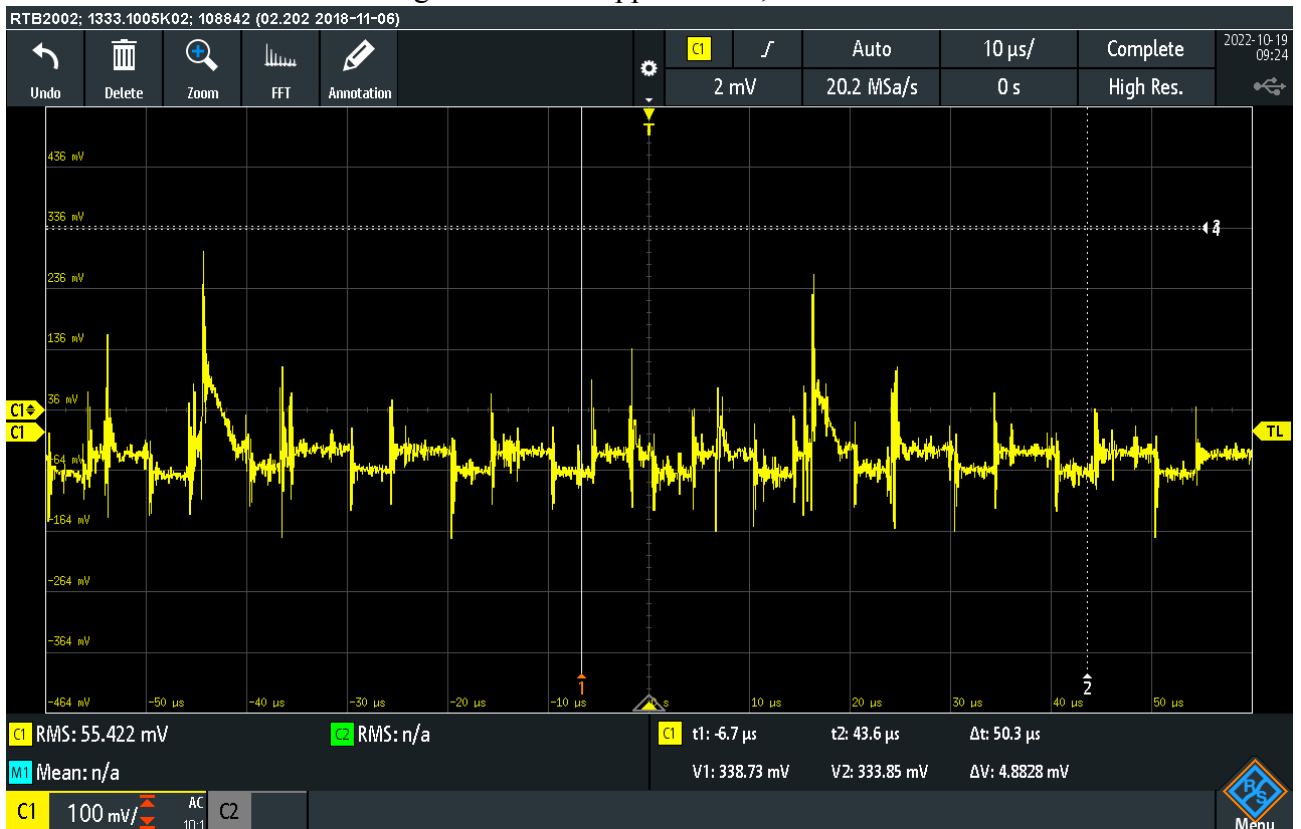 RTB2002; 1333.1005K02; 108842 (02.202 2018-11-06)
Undo Delete Zoom FFT Annotation
C1 Auto 10 µs/ Complete
2 mV 20.2 MSa/s 0 s High Res.
2022-10-19
09:24
T
436 mV
336 mV
236 mV
136 mV
36 mV
C1
C1
TL
-164 mV
-264 mV
-364 mV
-464 mV -50 µs -40 µs -30 µs -20 µs -10 µs 10 µs 20 µs 30 µs 40 µs 50 µs
1
2
C1 RMS: 55.422 mV C2 RMS: n/a
C1 t1: -6.7 µs t2: 43.6 µs Δt: 50.3 µs
M1 Mean: n/a
V1: 338.73 mV V2: 333.85 mV ΔV: 4.8828 mV
C1 100 mV/ AC 10:1 C2
R S
Menu